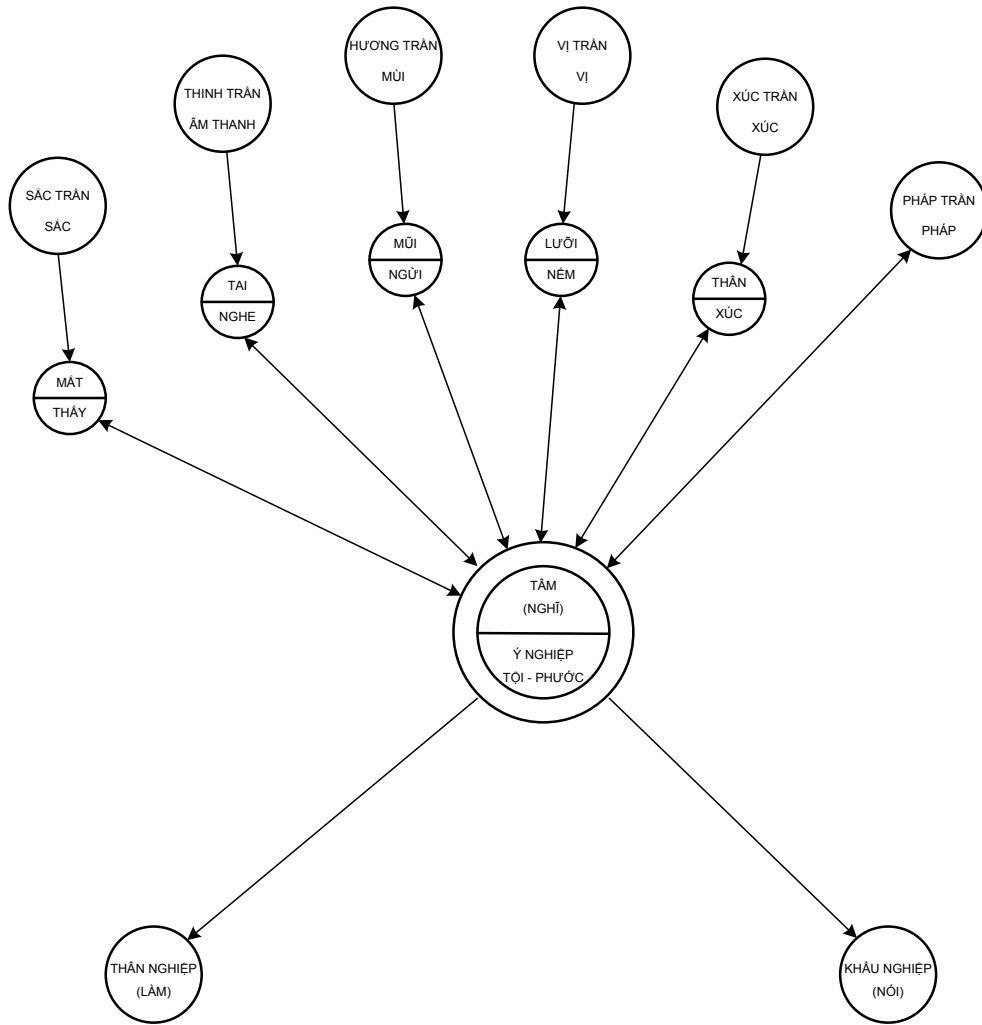 HƯƠNG TRẦN
MÙI
VỊ TRẦN
VỊ
THINH TRẦN
ÂM THANH
XÚC TRẦN
XÚC
SẮC TRẦN
SẮC
PHÁP TRẦN
PHÁP
MŨI
NGỬI
LƯỠI
NẾM
TAI
NGHE
THÂN
XÚC
MẮT
THẤY
TÂM
(NGHĨ)
Ý NGHIỆP
TỘI - PHƯỚC
THÂN NGHIỆP
(LÀM)
KHẨU NGHIỆP
(NÓI)